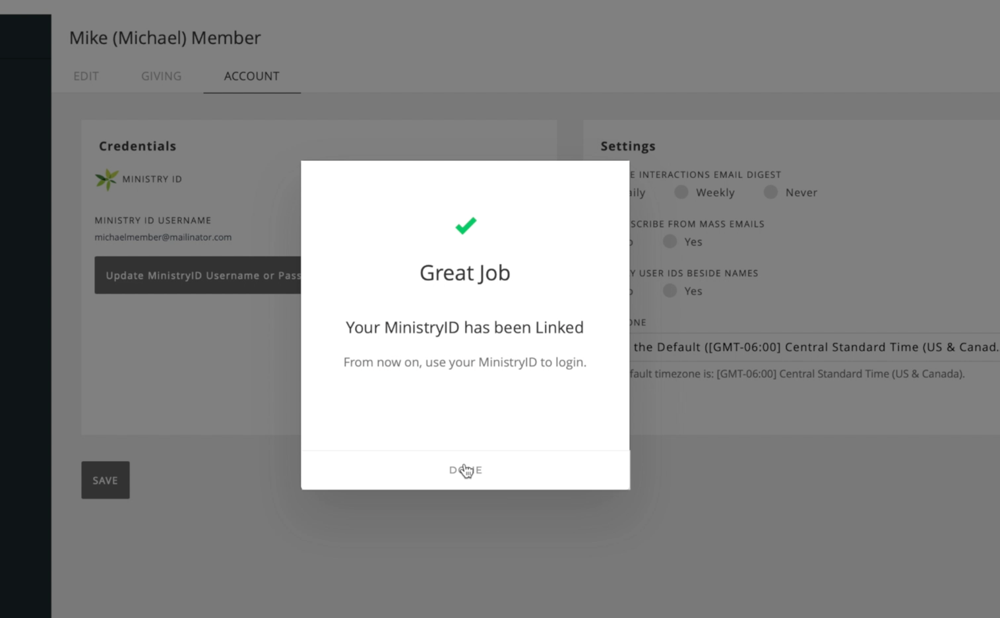 Mike (Michael) Member
EDIT GIVING ACCOUNT
Credentials
MINISTRY ID
MINISTRY ID USERNAME
michaelmember@mailinator.com
Update MinistryID Username or Pass
SAVE
Great Job
Your MinistryID has been Linked
From now on, use your MinistryID to login.
Settings
E INTERACTIONS EMAIL DIGEST
aily Weekly Never
SCRIBE FROM MASS EMAILS
Yes
Y USER IDS BESIDE NAMES
Yes
ONE
the Default ([GMT-06:00] Central Standard Time (US & Canad..
fault timezone is: [GMT-06:00] Central Standard Time (US & Canada).